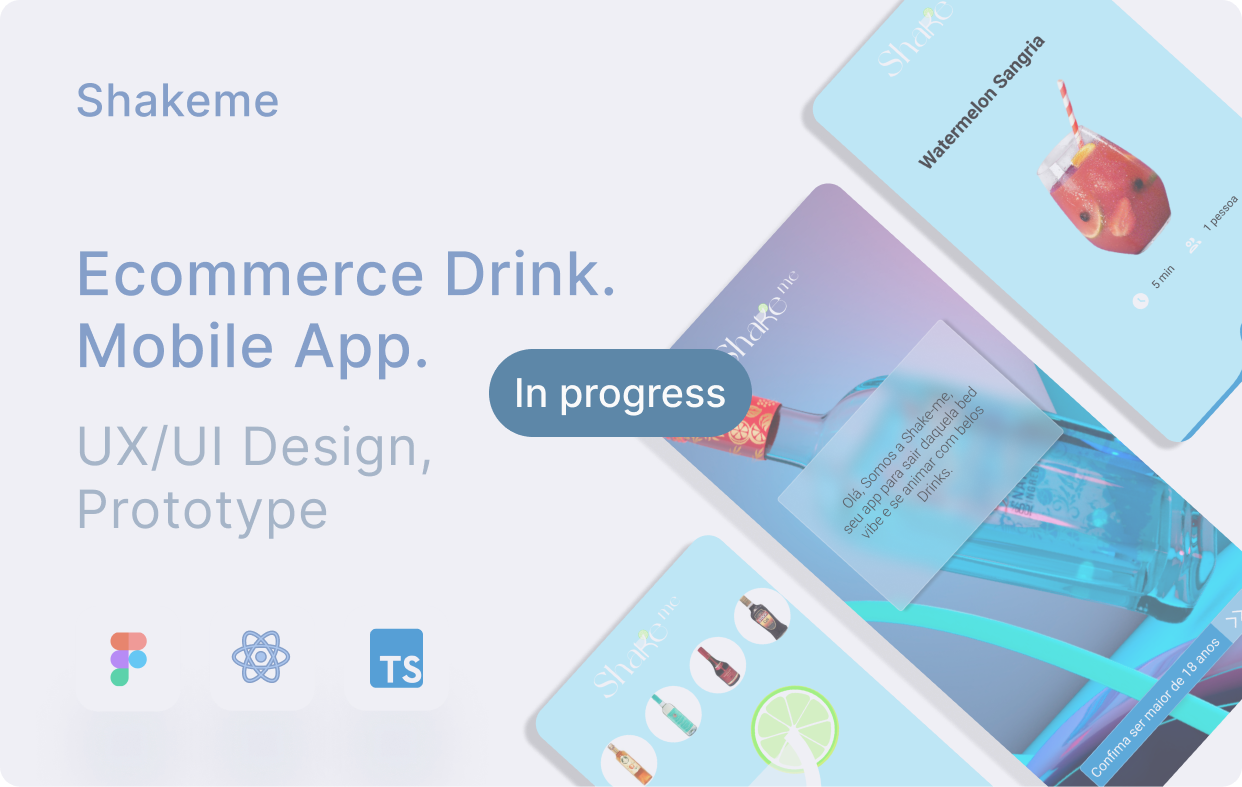 Shakeme
Ecommerce Drink.
Mobile App.
UX/UI Design,
Prototype
TS
In progress
Shake
Watermelon Sangria
5 min
1 pessoa
Shake me
Olá, Somos a Shake-me,
seu app para sair daquela bed
vibe e se animar com belos
Drinks.
Confima ser maior de 18 anos
Shake me